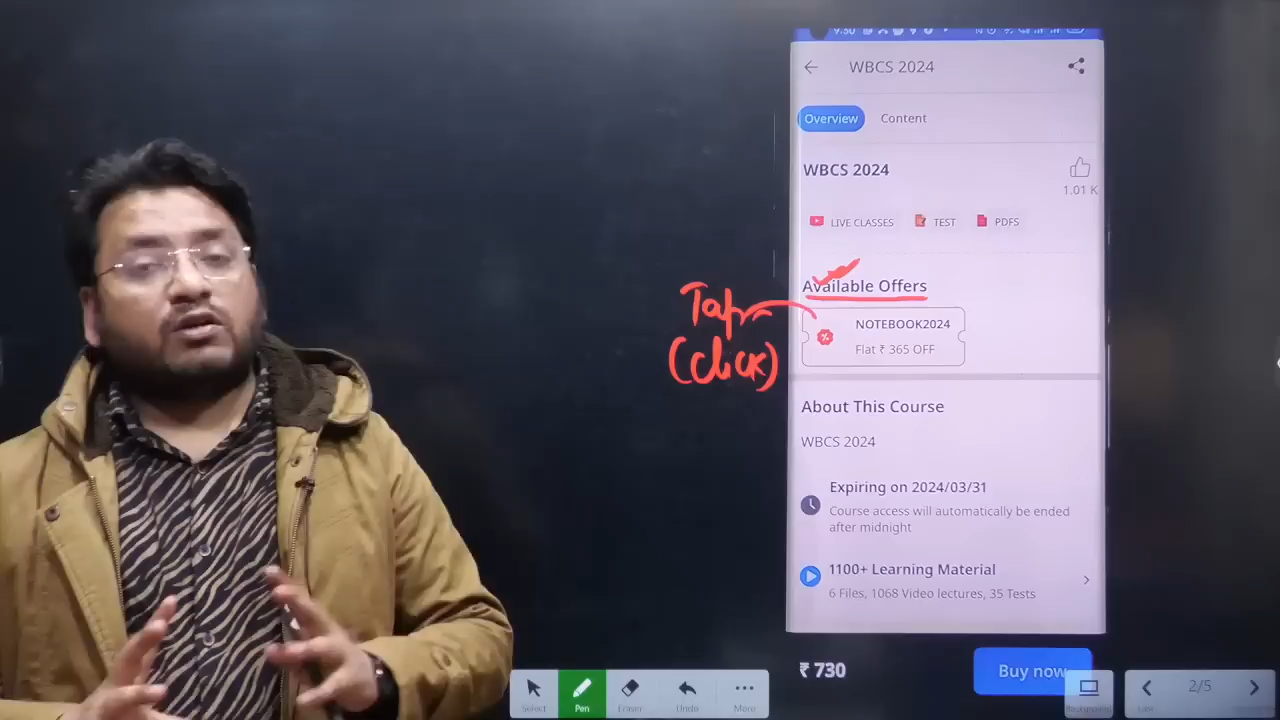 9:30
WBCS 2024
Overview
Content
WBCS 2024
1.01 K
LIVE CLASSES
TEST
PDFS
Available Offers
Tap
(Click)
NOTEBOOK2024
Flat ₹ 365 OFF
About This Course
WBCS 2024
Expiring on 2024/03/31
Course access will automatically be ended
after midnight
1100+ Learning Material
6 Files, 1068 Video lectures, 35 Tests
₹ 730
Buy now
Select
Pen
Eraser
Undo
More
Background
2/5